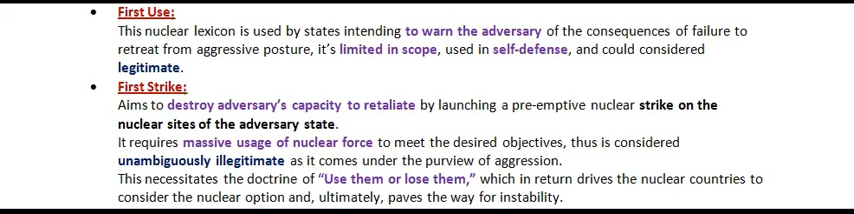 • First Use:
This nuclear lexicon is used by states intending to warn the adversary of the consequences of failure to
retreat from aggressive posture, it's limited in scope, used in self-defense, and could considered
legitimate.
• First Strike:
Aims to destroy adversary's capacity to retaliate by launching a pre-emptive nuclear strike on the
nuclear sites of the adversary state.
It requires massive usage of nuclear force to meet the desired objectives, thus is considered
unambiguously illegitimate as it comes under the purview of aggression.
This necessitates the doctrine of "Use them or lose them," which in return drives the nuclear countries to
consider the nuclear option and, ultimately, paves the way for instability.